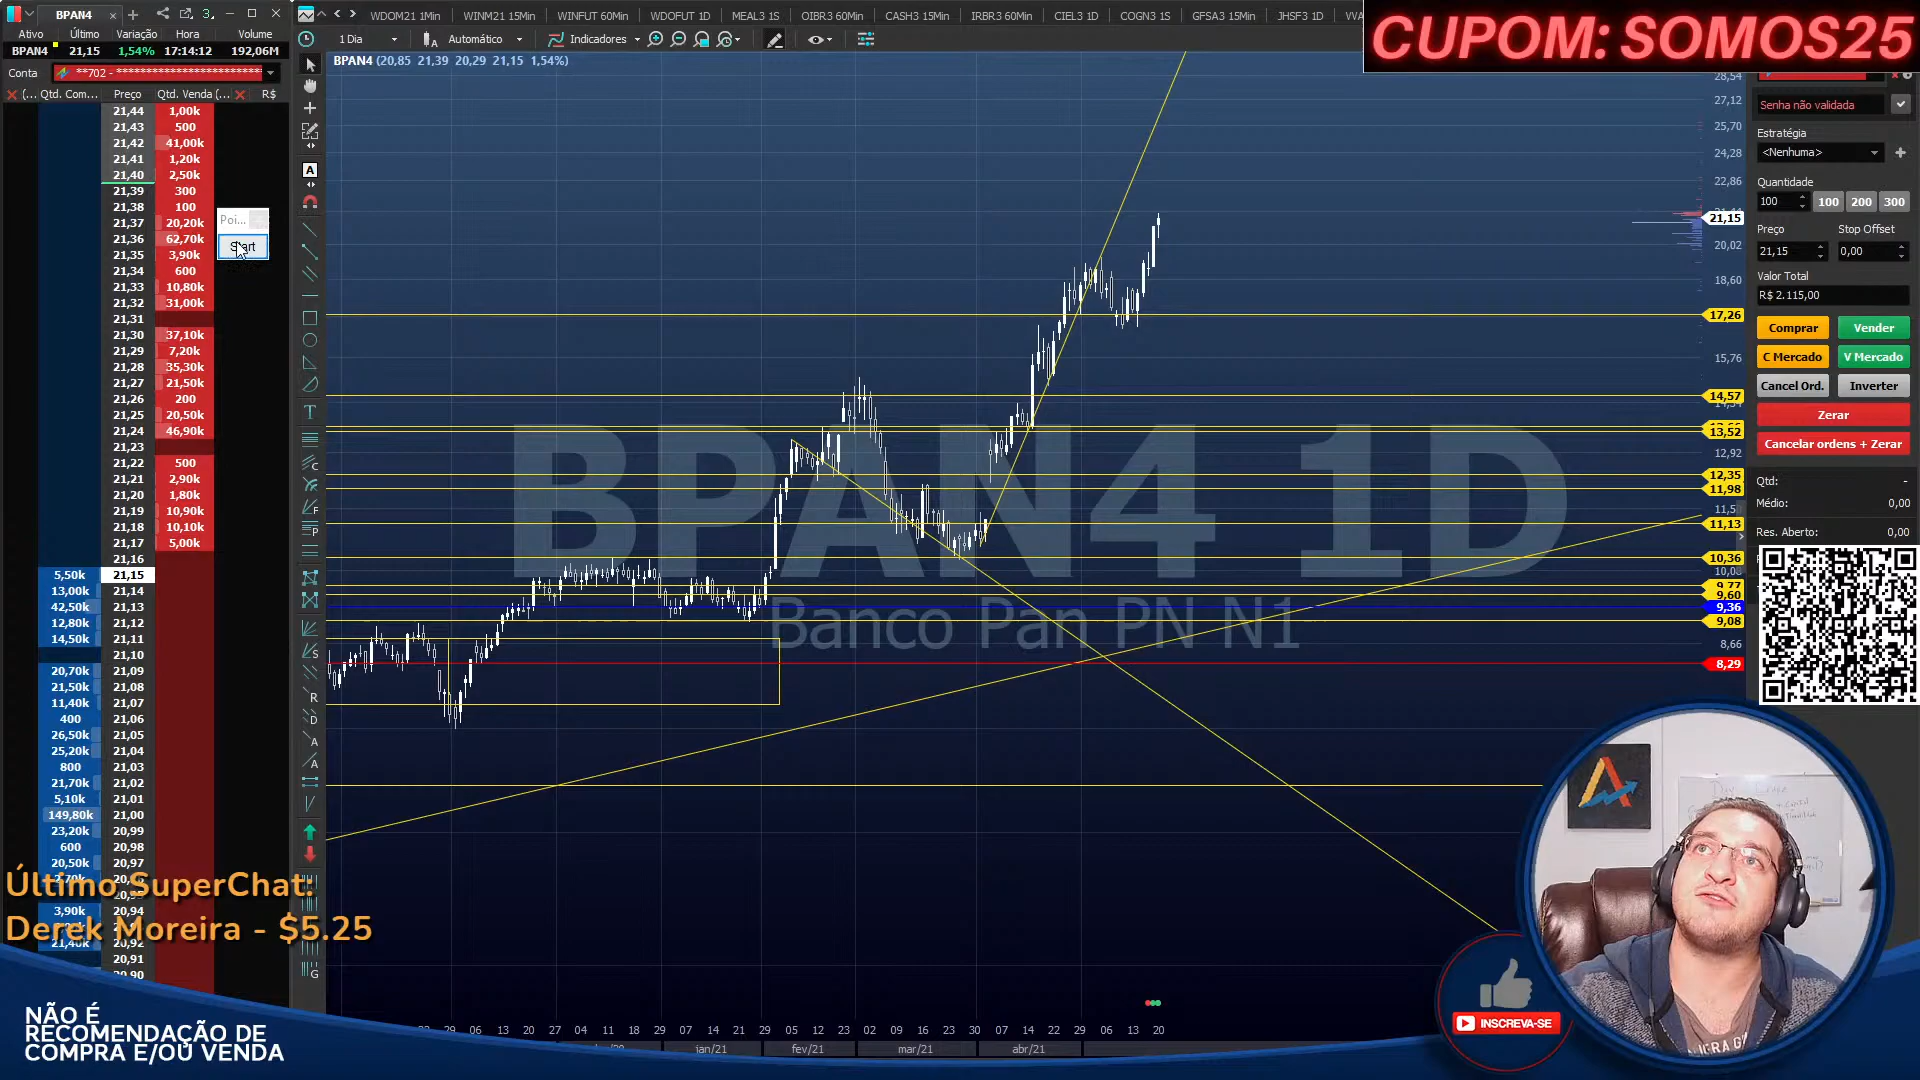 BPAN4
3
Ativo Último Variação Hora Volume
BPAN4 21,15 1,54% 17:14:12 192,06M
Conta **702 - **************************
(... Qtd. Com... Preço Qtd. Venda (... R$
21,44 1,00k
21,43 500
21,42 41,00k
21,41 1,20k
21,40 2,50k
21,39 300
21,38 100
21,37 20,20k
21,36 62,70k
21,35 3,90k
21,34 600
21,33 10,80k
21,32 31,00k
21,31
21,30 37,10k
21,29 7,20k
21,28 35,30k
21,27 21,50k
21,26 200
21,25 20,50k
21,24 46,90k
21,23
21,22 500
21,21 2,90k
21,20 1,80k
21,19 10,90k
21,18 10,10k
21,17 5,00k
21,16
5,50k 21,15
13,00k 21,14
42,50k 21,13
12,80k 21,12
14,50k 21,11
21,10
20,70k 21,09
21,50k 21,08
11,40k 21,07
400 21,06
26,50k 21,05
25,20k 21,04
800 21,03
21,70k 21,02
5,10k 21,01
149,80k 21,00
23,20k 20,99
600 20,98
20,50k 20,97
20,96
3,90k 20,94
21,40k 20,92
20,91
20,90
Poi...
Start
WDOM21 1Min WINM21 15Min WINFUT 60Min WDOFUT 1D MEAL3 1S OIBR3 60Min CASH3 15Min IRBR3 60Min CIEL3 1D COGN3 1S GFSA3 15Min JHSF3 1D
1 Dia Automático Indicadores
BPAN4 (20,85 21,39 20,29 21,15 1,54%)
CUPOM: SOMOS25
BPAN4 1D
Banco Pan PN N1
28,54
27,12
25,70
24,28
22,86
21,15
20,02
18,60
17,26
15,76
14,57
13,52
12,92
12,35
11,98
11,13
10,36
9,77
9,60
9,36
9,08
8,66
8,29
29 06 13 20 27 04 11 18 29 07 14 21 29 05 12 23 02 09 16 22 30 07 14 22 29 06 13 20
jan/21 fev/21 mar/21 abr/21
Senha não validada
Estratégia
<Nenhuma>
Quantidade
100 100 200 300
Preço Stop Offset
21,15 0,00
Valor Total
R$ 2.115,00
Comprar Vender
C Mercado V Mercado
Cancel Ord. Inverter
Zerar
Cancelar ordens + Zerar
Qtd: -
Médio: 0,00
Res. Aberto: 0,00
Último SuperChat:
Derek Moreira - $5.25
NÃO É
RECOMENDAÇÃO DE
COMPRA E/OU VENDA
INSCREVA-SE